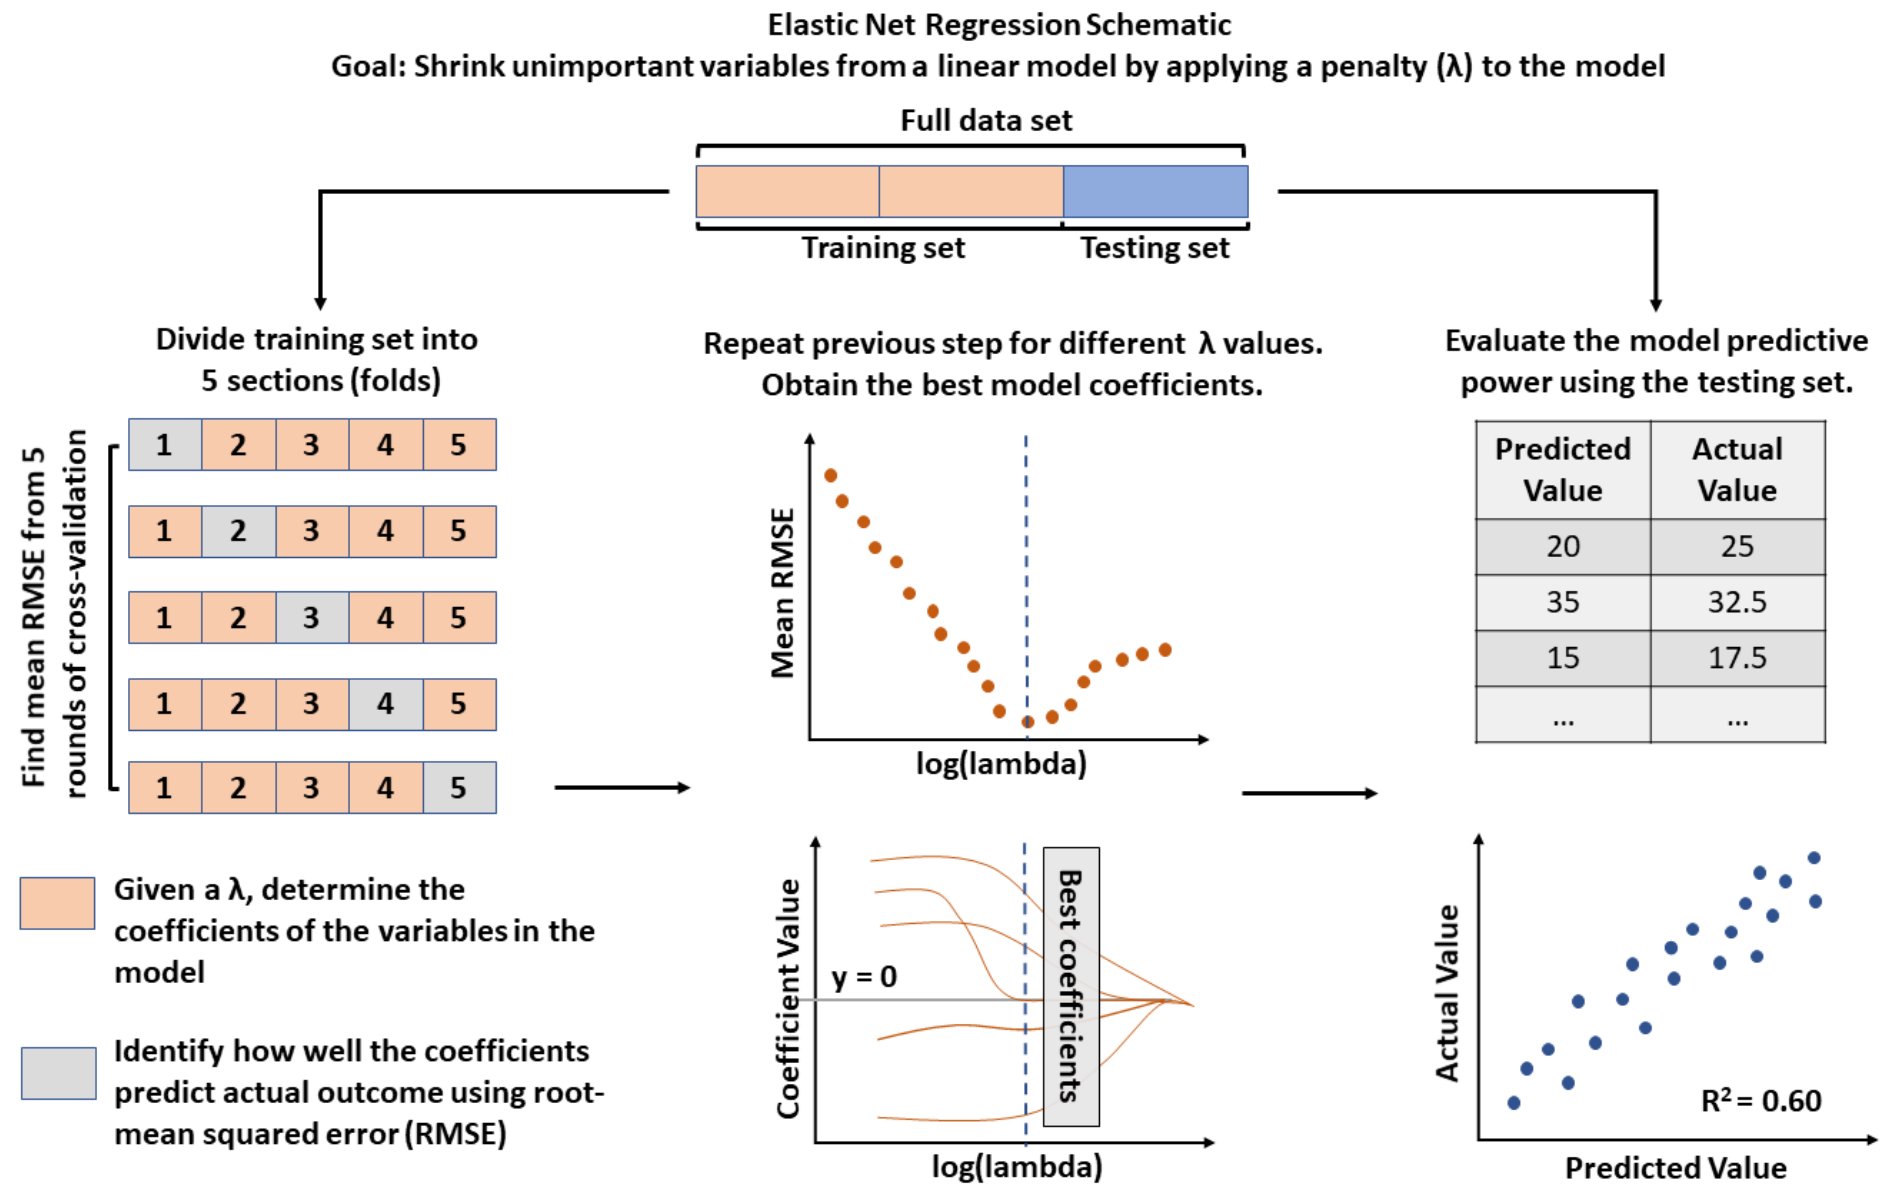 Elastic Net Regression Schematic
Goal: Shrink unimportant variables from a linear model by applying a penalty (λ) to the model
Full data set
Training set
Testing set
Divide training set into
5 sections (folds)
Find mean RMSE from 5
rounds of cross-validation
1 2 3 4 5
1 2 3 4 5
1 2 3 4 5
1 2 3 4 5
1 2 3 4 5
Given a λ, determine the
coefficients of the variables in the
model
Identify how well the coefficients
predict actual outcome using root-
mean squared error (RMSE)
Repeat previous step for different λ values.
Obtain the best model coefficients.
Mean RMSE
log(lambda)
Coefficient Value
y = 0
Best coefficients
log(lambda)
Evaluate the model predictive
power using the testing set.
Predicted Actual
Value Value
20 25
35 32.5
15 17.5
... ...
Actual Value
R² = 0.60
Predicted Value